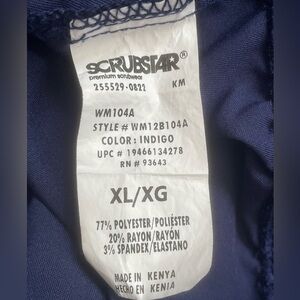 SCRUBSTAR®
premium scrubwear
255529-0822 KM
WM104A
STYLE # WM12B104A
COLOR: INDIGO
UPC # 19466134278
RN # 93643
XL/XG
77% POLYESTER/POLIÉSTER
20% RAYON/RAYÓN
3% SPANDEX/ELASTANO
MADE IN KENYA
HECHO EN KENIA